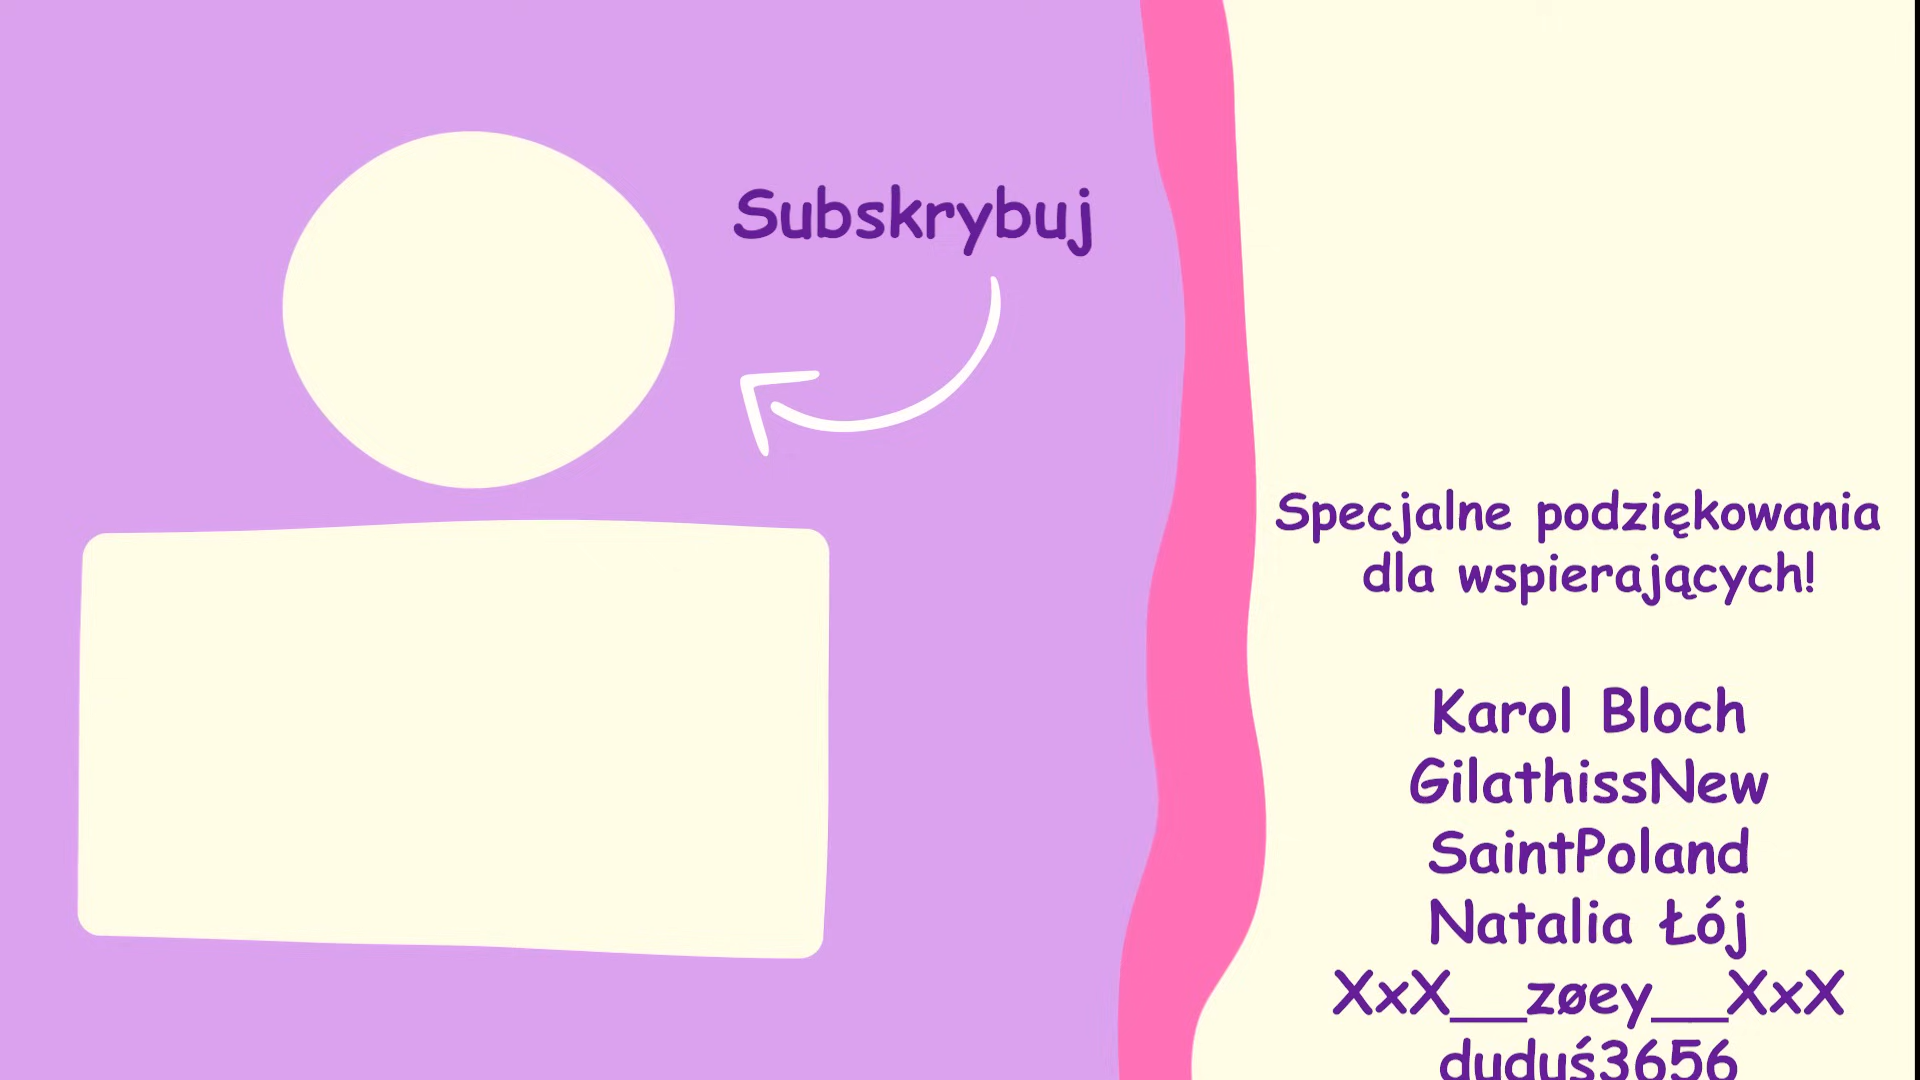 Subskrybuj
Specjalne podziękowania
dla wspierających!
Karol Bloch
GilathissNew
SaintPoland
Natalia Łój
XxX__zøey__XxX
duduś3656